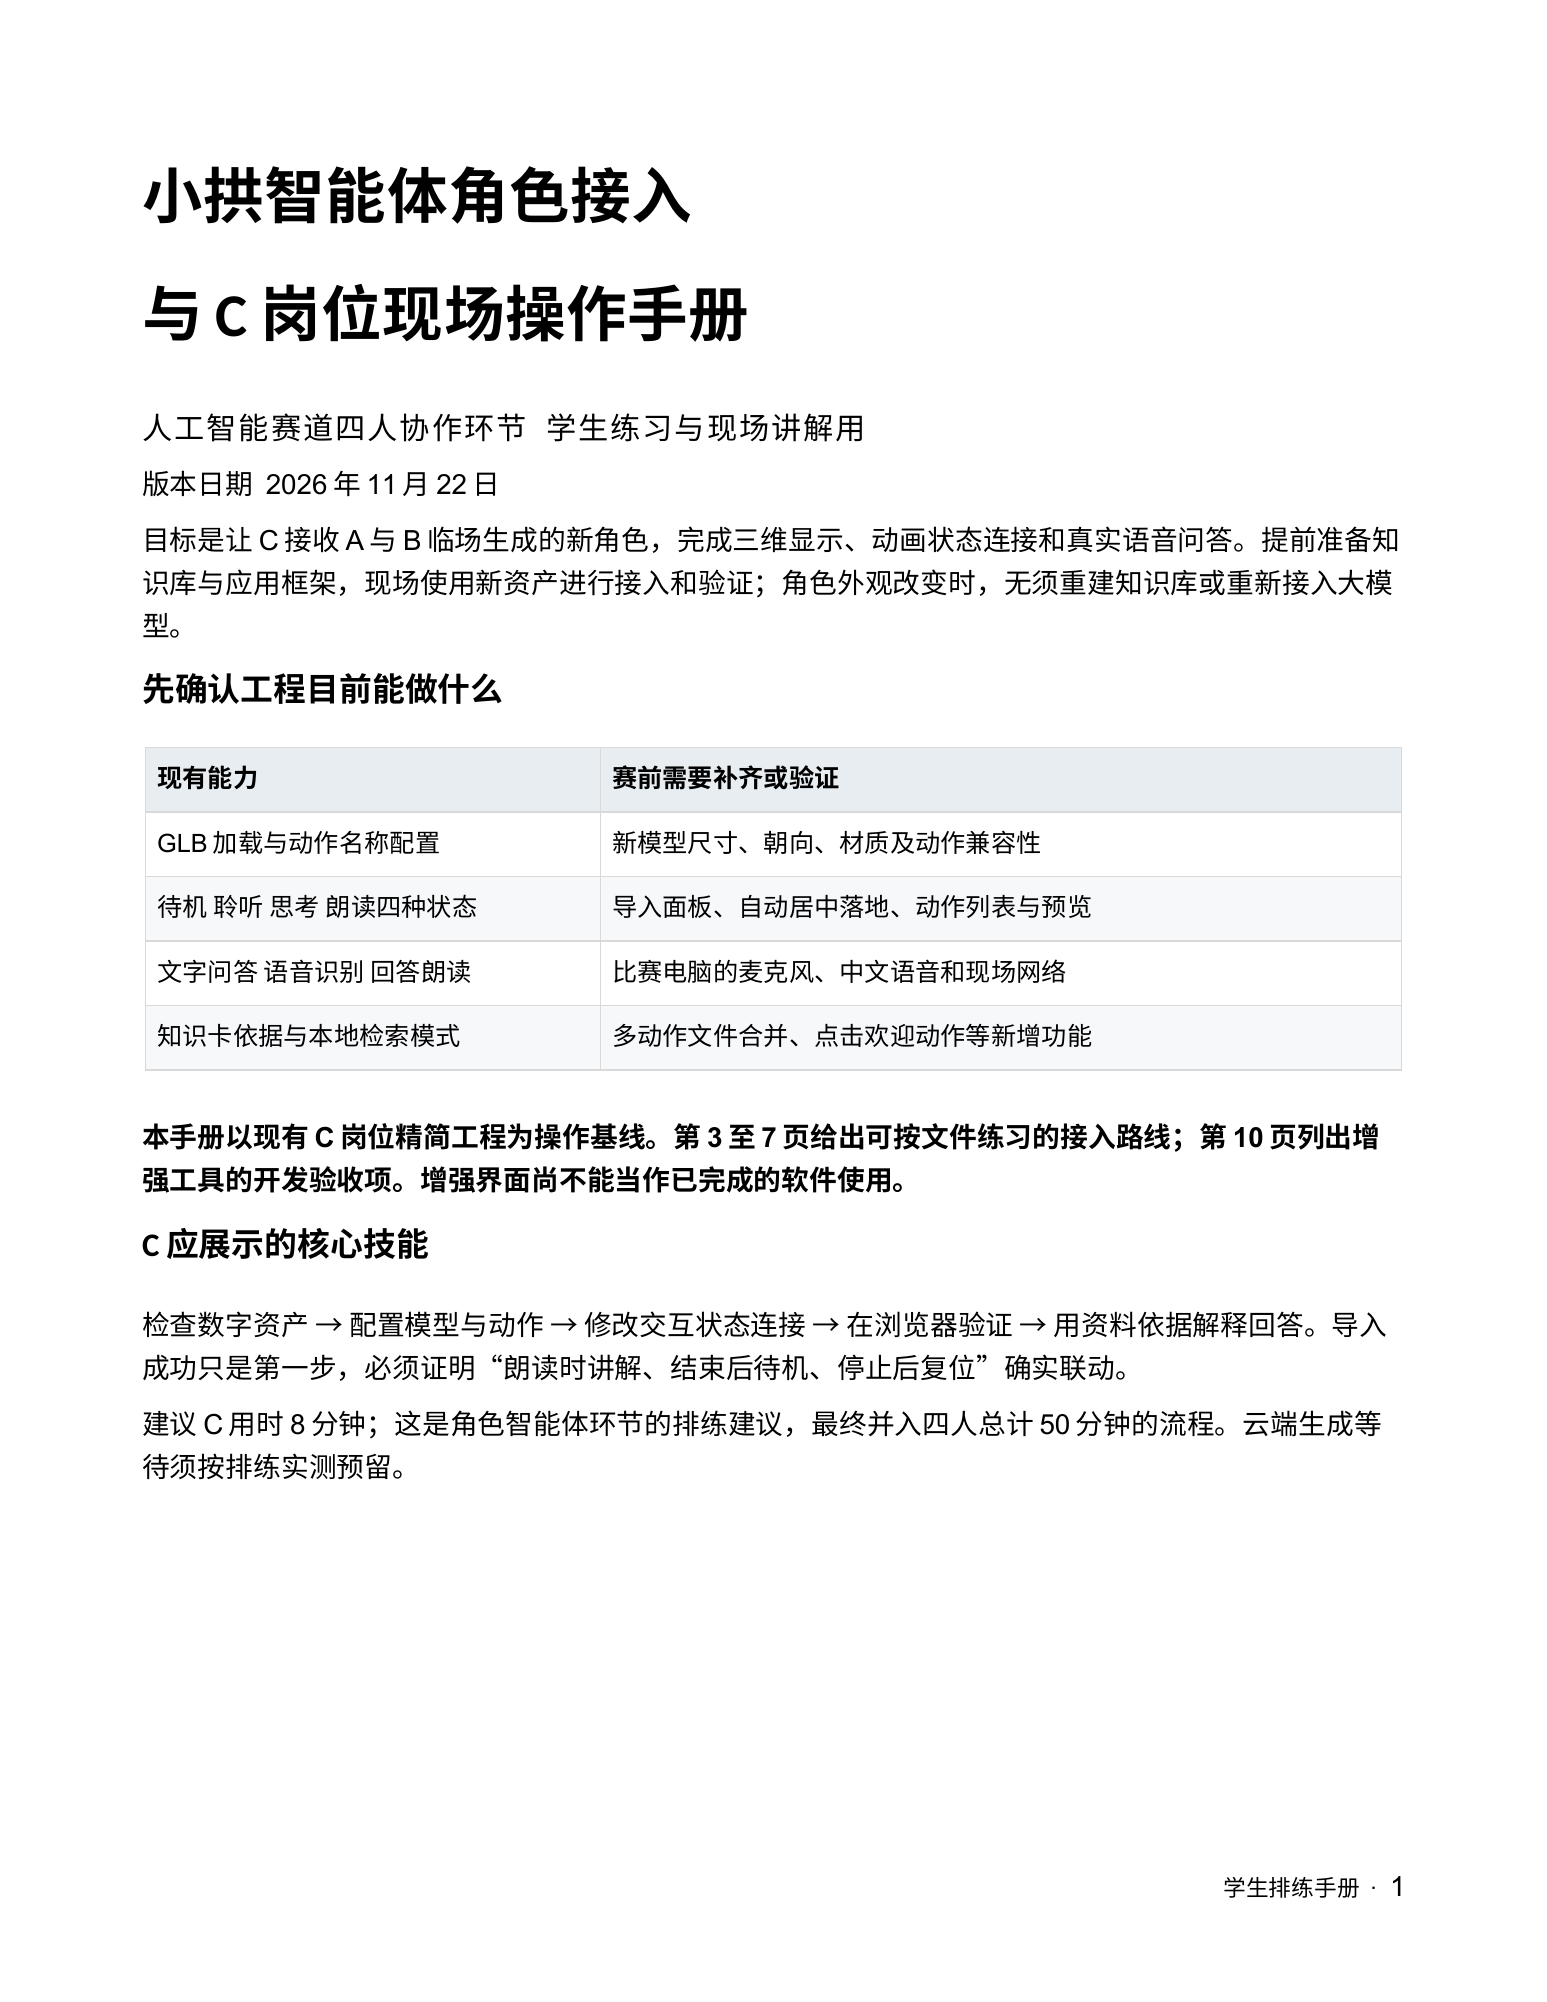 小拱智能体角色接入
与 C 岗位现场操作手册
人工智能赛道四人协作环节 学生练习与现场讲解用
版本日期 2026 年 11 月 22 日
目标是让 C 接收 A 与 B 临场生成的新角色，完成三维显示、动画状态连接和真实语音问答。提前准备知
识库与应用框架，现场使用新资产进行接入和验证；角色外观改变时，无须重建知识库或重新接入大模
型。
先确认工程目前能做什么
现有能力 赛前需要补齐或验证
GLB 加载与动作名称配置 新模型尺寸、朝向、材质及动作兼容性
待机 聆听 思考 朗读四种状态 导入面板、自动居中落地、动作列表与预览
文字问答 语音识别 回答朗读 比赛电脑的麦克风、中文语音和现场网络
知识卡依据与本地检索模式 多动作文件合并、点击欢迎动作等新增功能
本手册以现有 C 岗位精简工程为操作基线。第 3 至 7 页给出可按文件练习的接入路线；第 10 页列出增
强工具的开发验收项。增强界面尚不能当作已完成的软件使用。
C 应展示的核心技能
检查数字资产 → 配置模型与动作 → 修改交互状态连接 → 在浏览器验证 → 用资料依据解释回答。导入
成功只是第一步，必须证明“朗读时讲解、结束后待机、停止后复位”确实联动。
建议 C 用时 8 分钟；这是角色智能体环节的排练建议，最终并入四人总计 50 分钟的流程。云端生成等
待须按排练实测预留。
学生排练手册 · 1